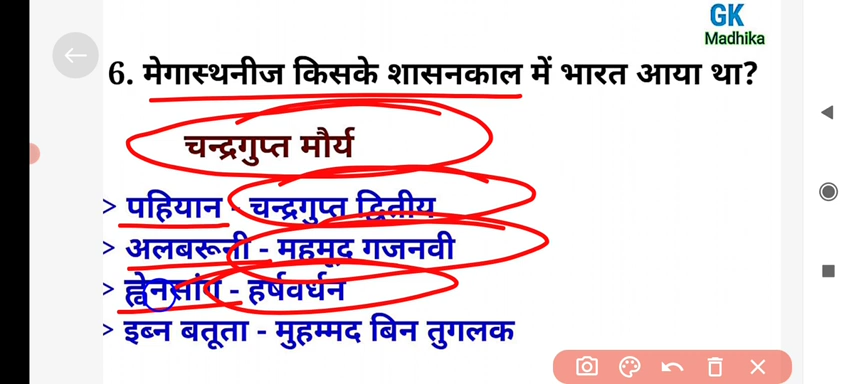 GK
Madhika
6. मेगास्थनीज किसके शासनकाल में भारत आया था?
चन्द्रगुप्त मौर्य
> पहियान - चन्द्रगुप्त द्वितीय
> अलबरूनी - महमूद गजनवी
> ह्वेनसांग - हर्षवर्धन
> इब्न बतूता - मुहम्मद बिन तुगलक